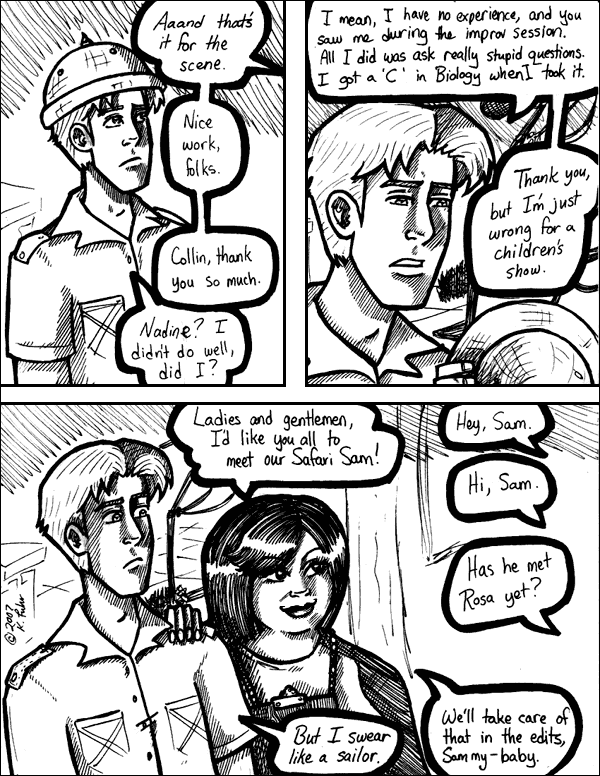 Aaand that's
it for the
scene.
Nice
work,
folks.
Collin, thank
you so much.
Nadine? I
didn't do well,
did I?
I mean, I have no experience, and you
saw me during the improv session.
All I did was ask really stupid questions.
I got a 'C' in Biology when I took it.
Thank you,
but I'm just
wrong for a
children's
show.
Ladies and gentlemen,
I'd like you all to
meet our Safari Sam!
Hey, Sam.
Hi, Sam.
Has he met
Rosa yet?
But I swear
like a sailor.
We'll take care of
that in the edits,
Sammy-baby.
© 2007